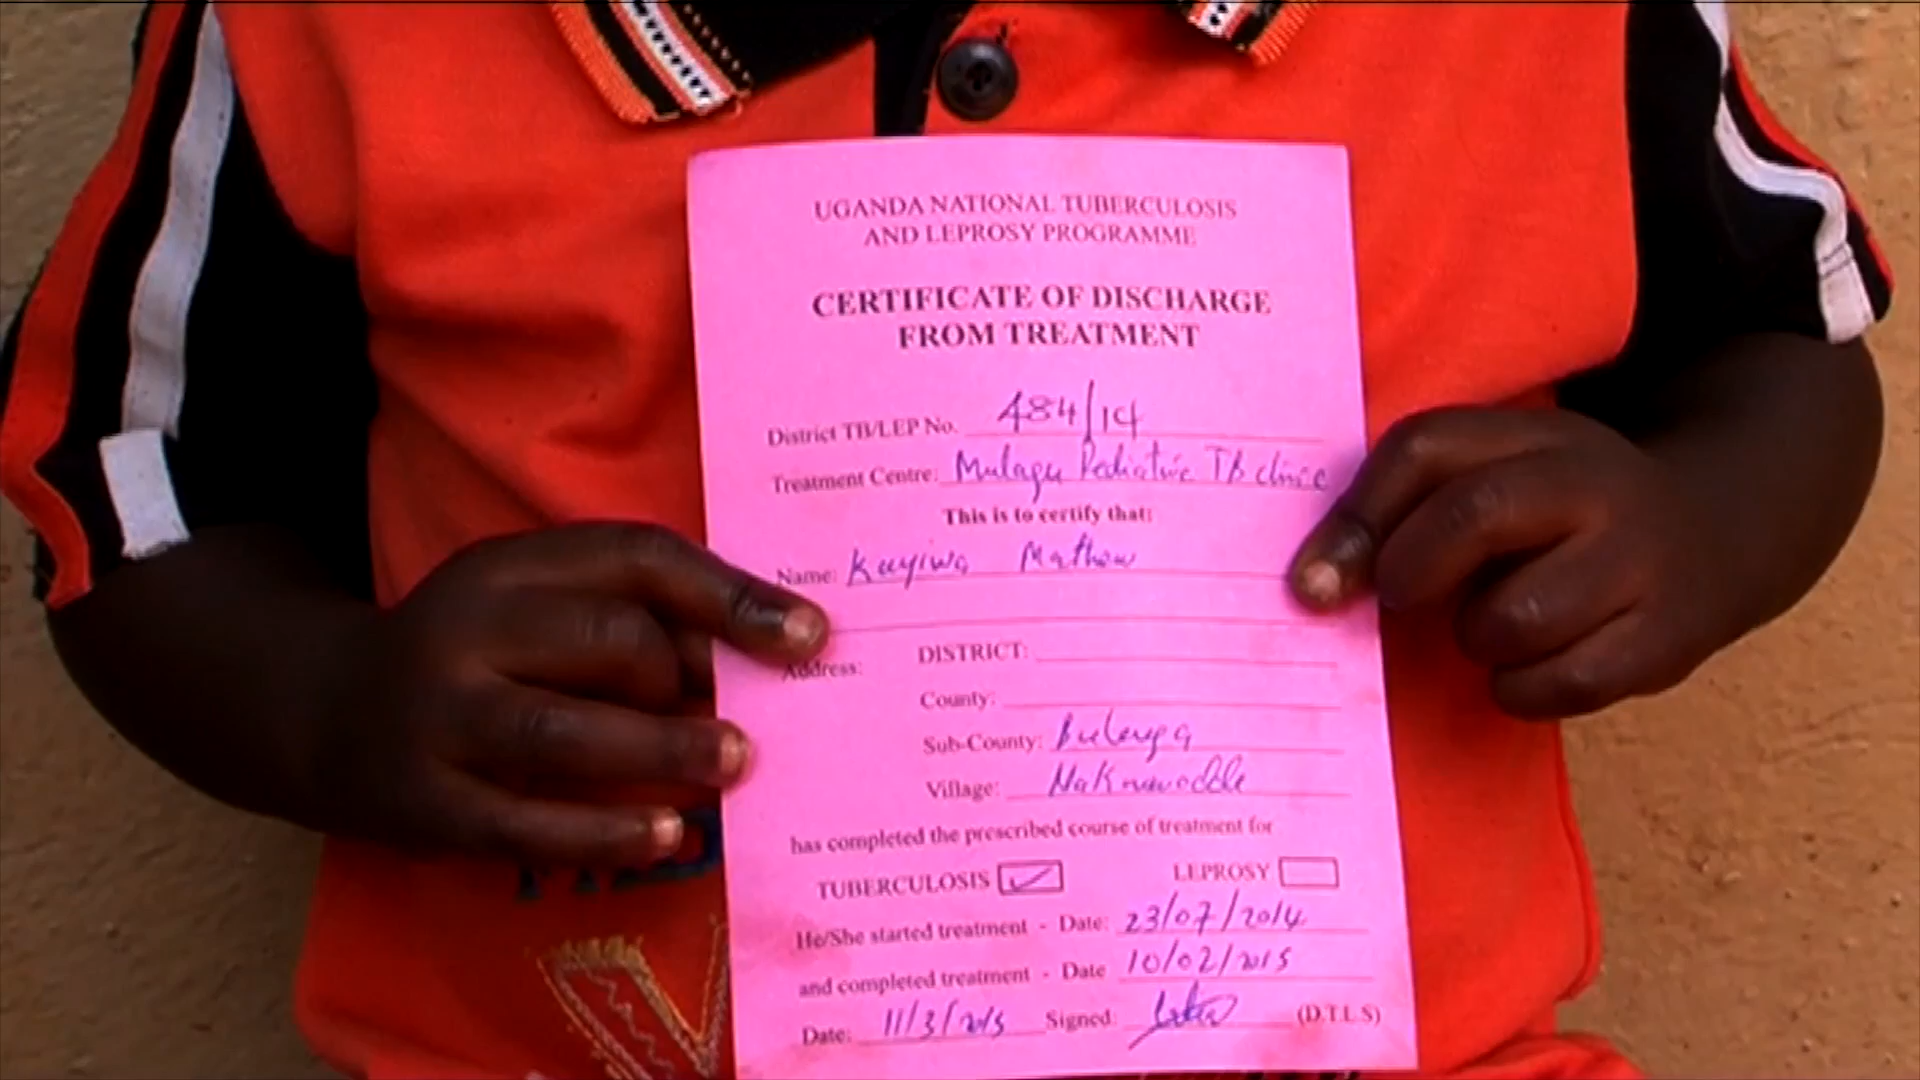 UGANDA NATIONAL TUBERCULOSIS
AND LEPROSY PROGRAMME
CERTIFICATE OF DISCHARGE
FROM TREATMENT
District TB/LEP No. 484/14
Treatment Centre: Mulagu Pediatric TB clinic
This is to certify that:
Name: Kayiwa Mathew
Address: DISTRICT:
County:
Sub-County: Bulenga
Village:
has completed the prescribed course of treatment for
TUBERCULOSIS ✓ LEPROSY
He/She started treatment - Date: 23/07/2014
and completed treatment - Date 10/02/2015
Date: 11/3/2015 Signed: (D.T.L.S)